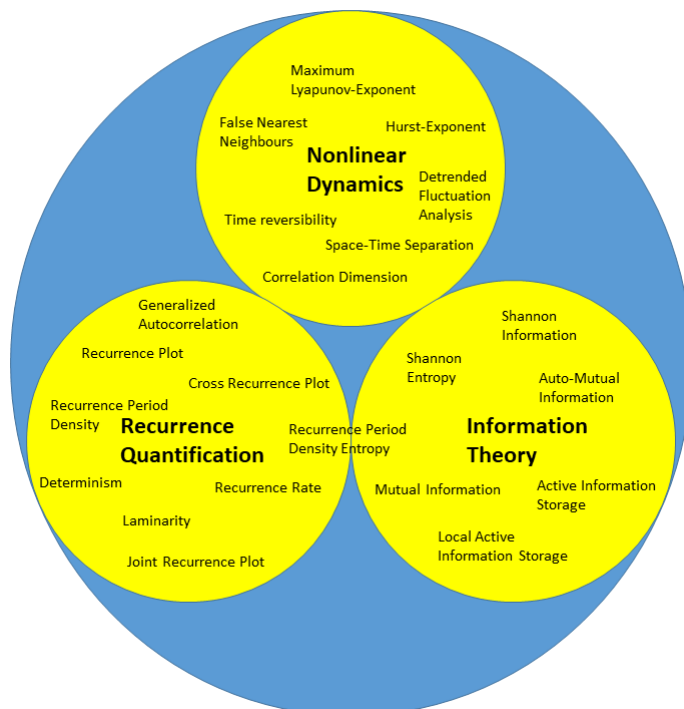 Maximum
Lyapunov-Exponent
False Nearest
Neighbours
Hurst-Exponent
Nonlinear
Dynamics
Detrended
Fluctuation
Analysis
Time reversibility
Space-Time Separation
Correlation Dimension
Generalized
Autocorrelation
Recurrence Plot
Cross Recurrence Plot
Recurrence Period
Density
Recurrence
Quantification
Recurrence Period
Density Entropy
Determinism
Recurrence Rate
Laminarity
Joint Recurrence Plot
Shannon
Information
Shannon
Entropy
Auto-Mutual
Information
Information
Theory
Mutual Information
Active Information
Storage
Local Active
Information Storage